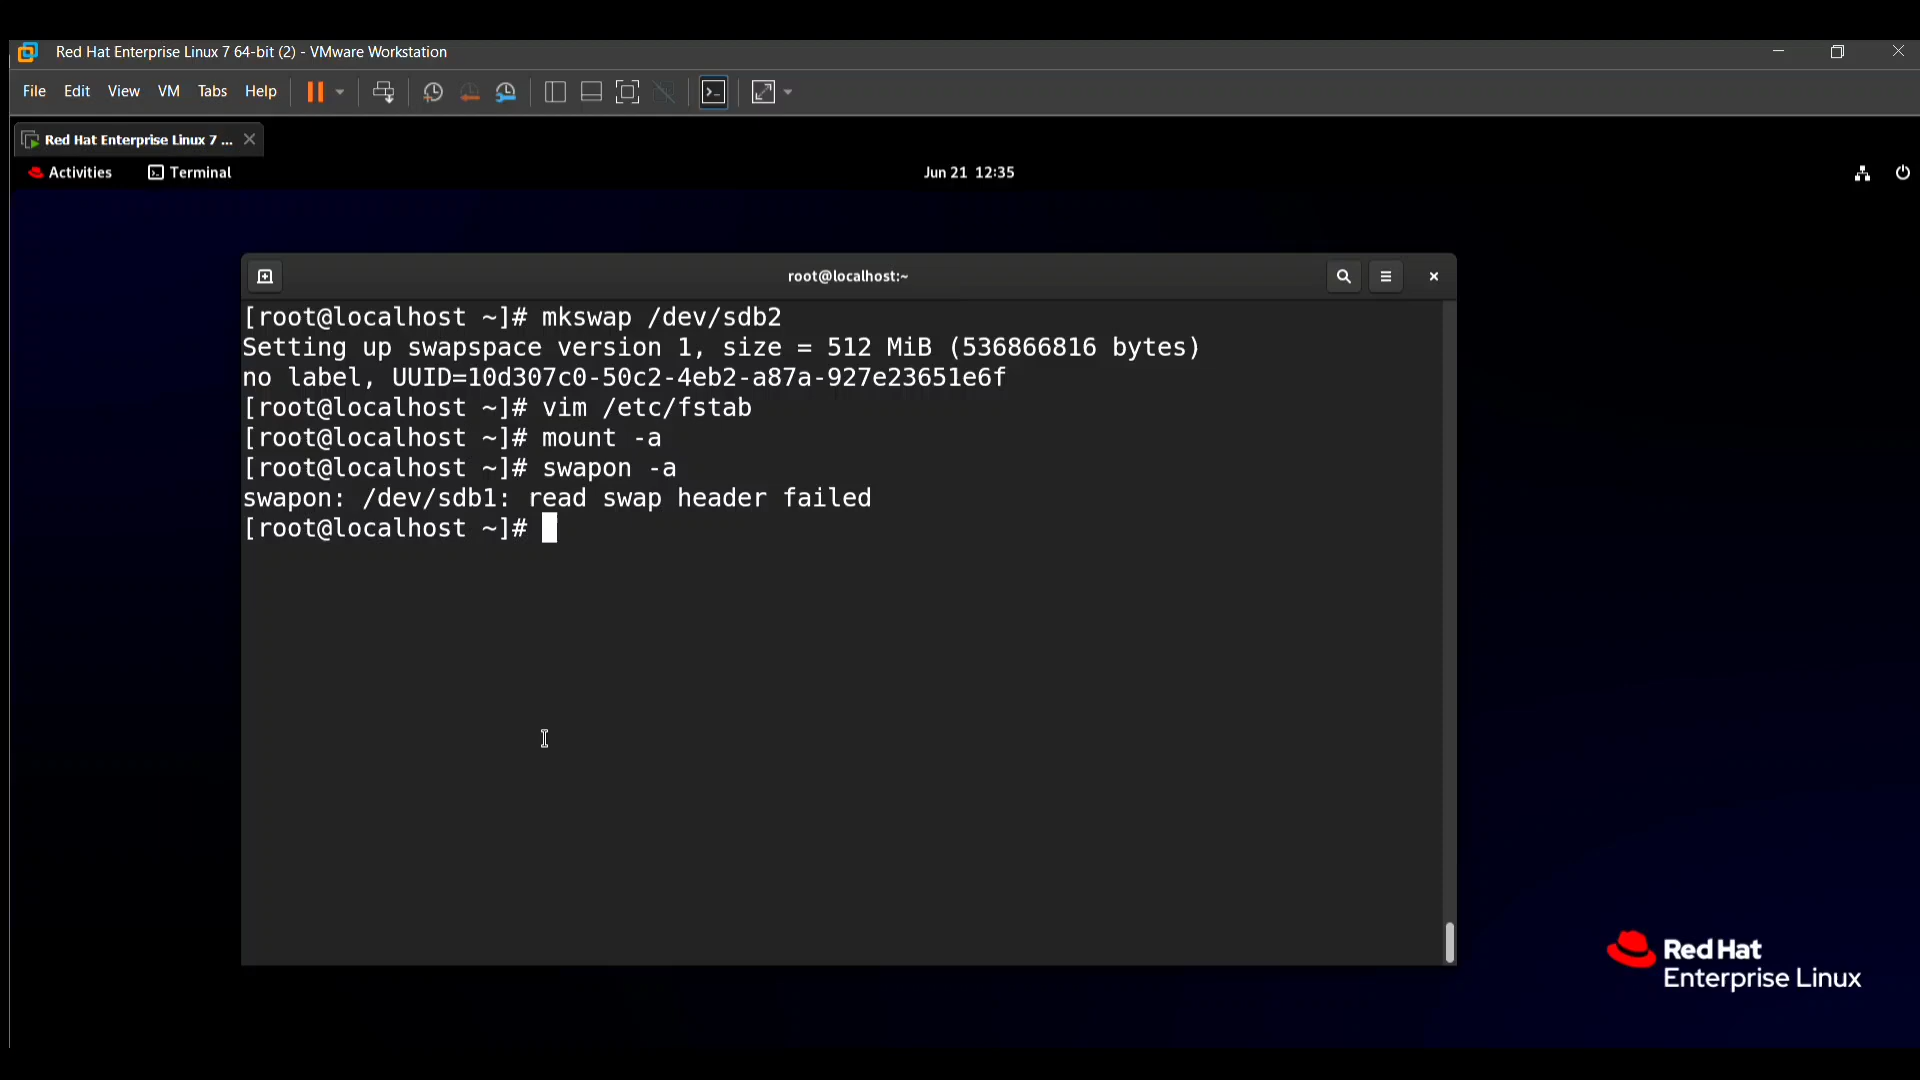 Red Hat Enterprise Linux 7 64-bit (2) - VMware Workstation
File Edit View VM Tabs Help
Red Hat Enterprise Linux 7 ...
Activities Terminal Jun 21 12:35
root@localhost:~
[root@localhost ~]# mkswap /dev/sdb2
Setting up swapspace version 1, size = 512 MiB (536866816 bytes)
no label, UUID=10d307c0-50c2-4eb2-a87a-927e23651e6f
[root@localhost ~]# vim /etc/fstab
[root@localhost ~]# mount -a
[root@localhost ~]# swapon -a
swapon: /dev/sdb1: read swap header failed
[root@localhost ~]#
Red Hat
Enterprise Linux